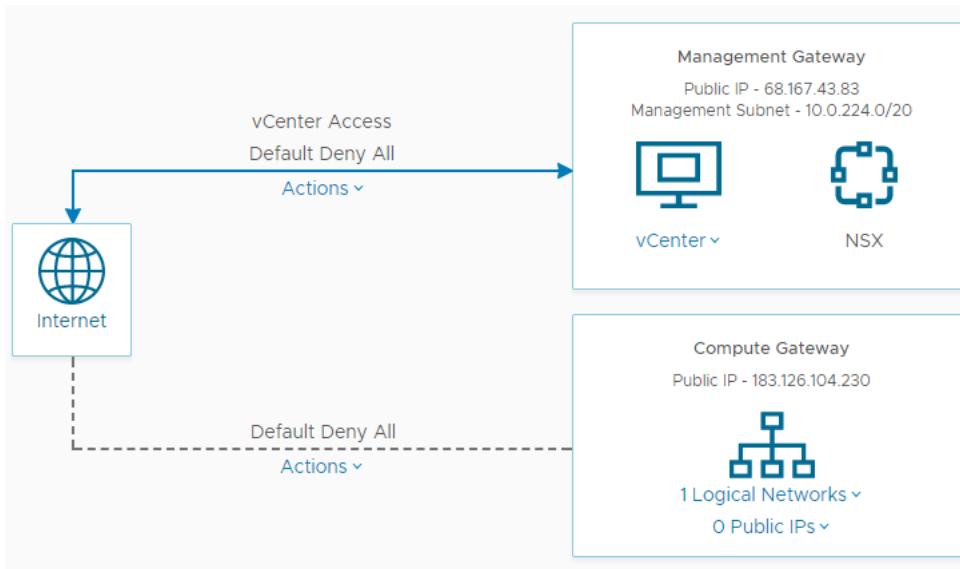 Management Gateway
Public IP - 68.167.43.83
Management Subnet - 10.0.224.0/20
vCenter
NSX
vCenter Access
Default Deny All
Actions
Internet
Default Deny All
Actions
Compute Gateway
Public IP - 183.126.104.230
1 Logical Networks
0 Public IPs